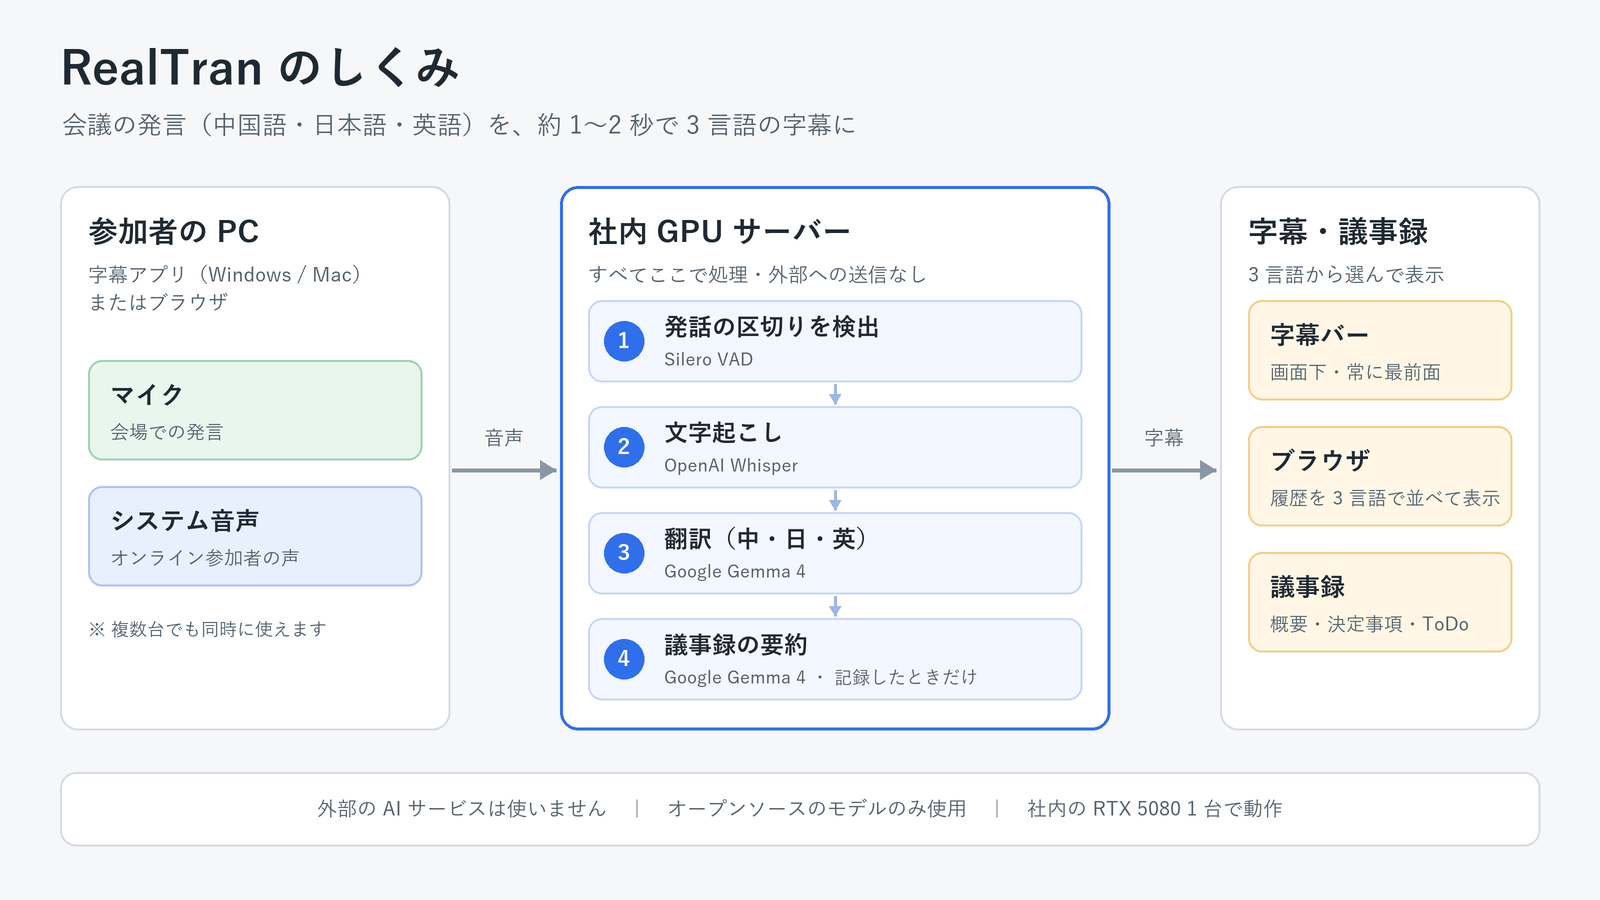 RealTran のしくみ
会議の発言（中国語・日本語・英語）を、約 1〜2 秒で 3 言語の字幕に
参加者の PC
字幕アプリ（Windows / Mac）
またはブラウザ
マイク
会場での発言
システム音声
オンライン参加者の声
※ 複数台でも同時に使えます
音声
社内 GPU サーバー
すべてここで処理・外部への送信なし
1
発話の区切りを検出
Silero VAD
2
文字起こし
OpenAI Whisper
3
翻訳（中・日・英）
Google Gemma 4
4
議事録の要約
Google Gemma 4 ・ 記録したときだけ
字幕
字幕・議事録
3 言語から選んで表示
字幕バー
画面下・常に最前面
ブラウザ
履歴を 3 言語で並べて表示
議事録
概要・決定事項・ToDo
外部の AI サービスは使いません ｜ オープンソースのモデルのみ使用 ｜ 社内の RTX 5080 1 台で動作